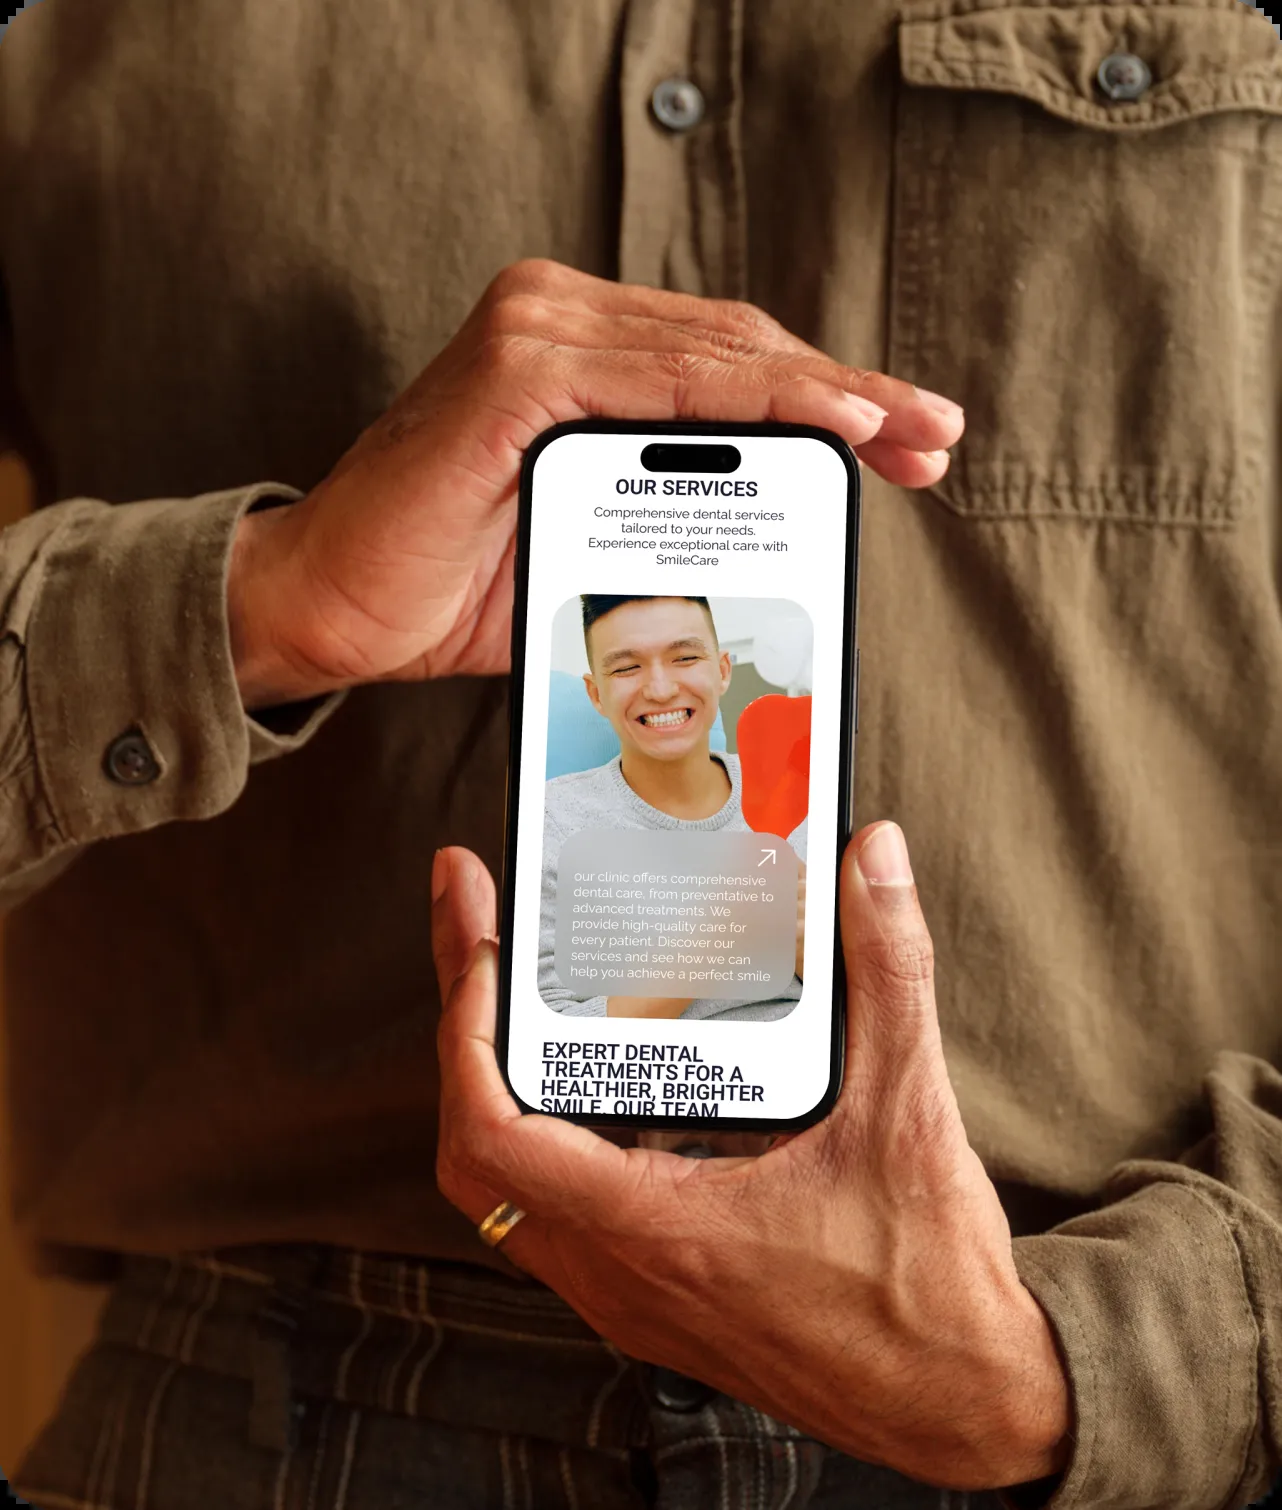 OUR SERVICES
Comprehensive dental services
tailored to your needs.
Experience exceptional care with
SmileCare
our clinic offers comprehensive
dental care, from preventative to
advanced treatments. We
provide high-quality care for
every patient. Discover our
services and see how we can
help you achieve a perfect smile
EXPERT DENTAL
TREATMENTS FOR A
HEALTHIER, BRIGHTER
SMILE. OUR TEAM